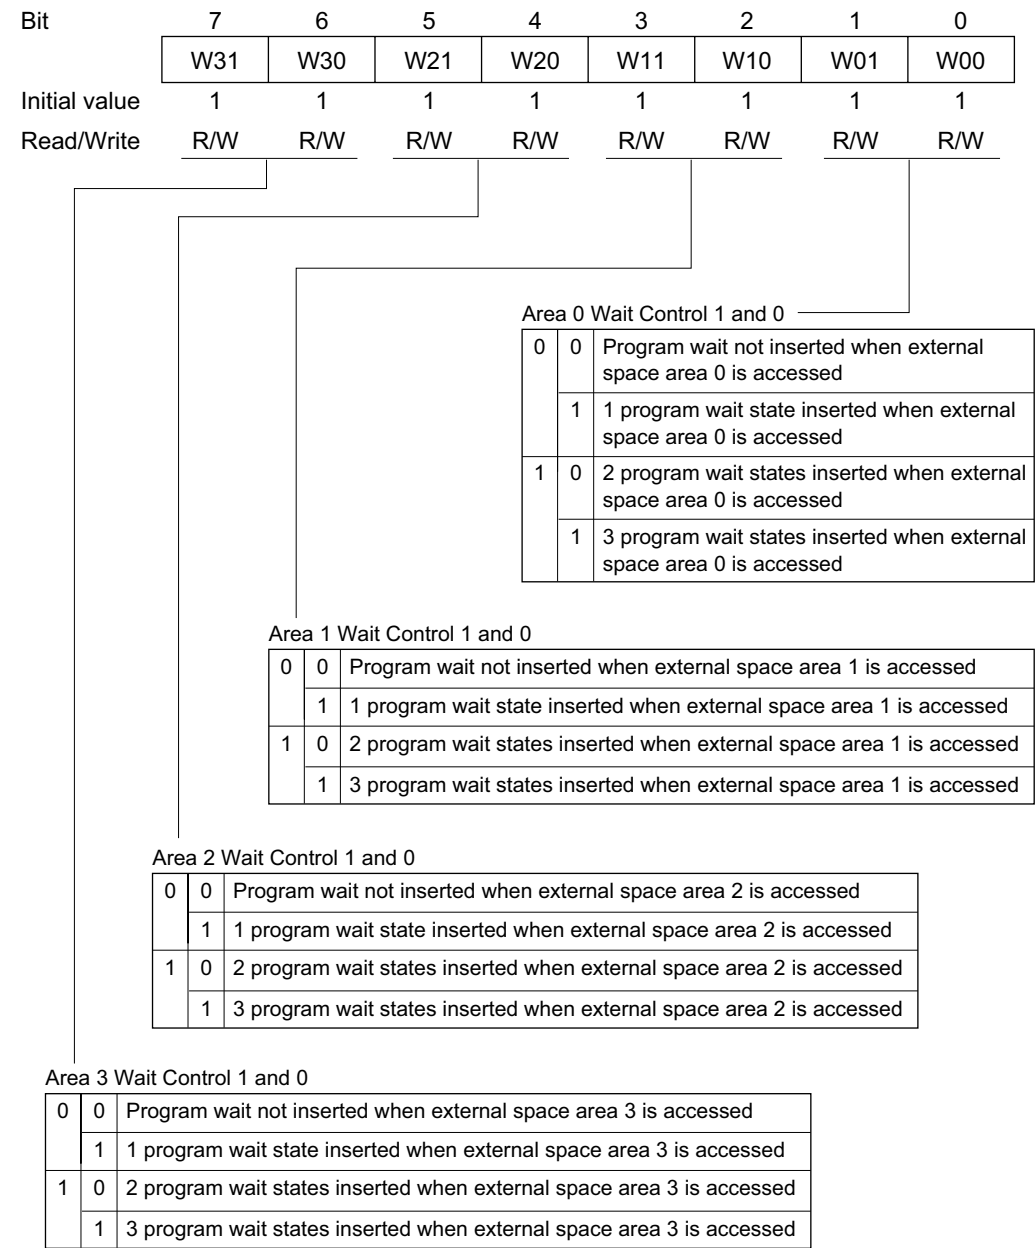 Bit 7 6 5 4 3 2 1 0
W31 W30 W21 W20 W11 W10 W01 W00
Initial value 1 1 1 1 1 1 1 1
Read/Write R/W R/W R/W R/W R/W R/W R/W R/W
Area 0 Wait Control 1 and 0
0 0 Program wait not inserted when external
space area 0 is accessed
1 1 program wait state inserted when external
space area 0 is accessed
1 0 2 program wait states inserted when external
space area 0 is accessed
1 3 program wait states inserted when external
space area 0 is accessed
Area 1 Wait Control 1 and 0
0 0 Program wait not inserted when external space area 1 is accessed
1 1 program wait state inserted when external space area 1 is accessed
1 0 2 program wait states inserted when external space area 1 is accessed
1 3 program wait states inserted when external space area 1 is accessed
Area 2 Wait Control 1 and 0
0 0 Program wait not inserted when external space area 2 is accessed
1 1 program wait state inserted when external space area 2 is accessed
1 0 2 program wait states inserted when external space area 2 is accessed
1 3 program wait states inserted when external space area 2 is accessed
Area 3 Wait Control 1 and 0
0 0 Program wait not inserted when external space area 3 is accessed
1 1 program wait state inserted when external space area 3 is accessed
1 0 2 program wait states inserted when external space area 3 is accessed
1 3 program wait states inserted when external space area 3 is accessed